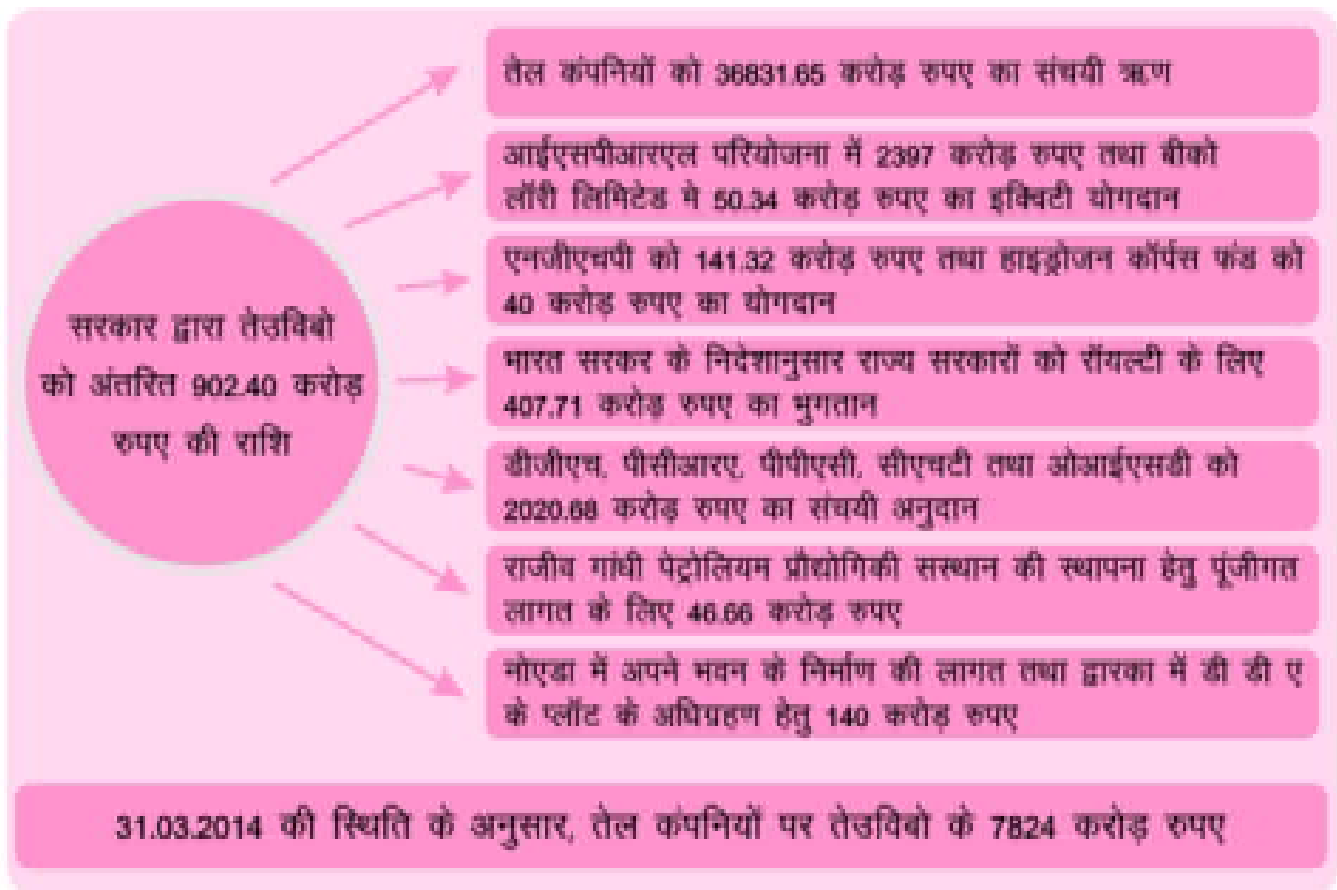 सरकार द्वारा तेउविबो
को अंतरित 902.40 करोड़
रुपए की राशि
तेल कंपनियों को 36831.65 करोड़ रुपए का संचयी ऋण
आईएसपीआरएल परियोजना में 2397 करोड़ रुपए तथा बीको
लॉरी लिमिटेड मे 50.34 करोड़ रुपए का इक्विटी योगदान
एनजीएचपी को 141.32 करोड़ रुपए तथा हाइड्रोजन कॉर्पस फंड को
40 करोड़ रुपए का योगदान
भारत सरकर के निदेशानुसार राज्य सरकारों को रॉयल्टी के लिए
407.71 करोड़ रुपए का भुगतान
डीजीएच, पीसीआरए, पीपीएसी, सीएचटी तथा ओआईएसडी को
2020.68 करोड़ रुपए का संचयी अनुदान
राजीव गांधी पेट्रोलियम प्रौद्योगिकी सस्थान की स्थापना हेतु पूंजीगत
लागत के लिए 46.66 करोड़ रुपए
नोएडा में अपने भवन के निर्माण की लागत तथा द्वारका में डी डी ए
के प्लॉट के अधिग्रहण हेतु 140 करोड़ रुपए
31.03.2014 की स्थिति के अनुसार, तेल कंपनियों पर तेउविबो के 7824 करोड़ रुपए